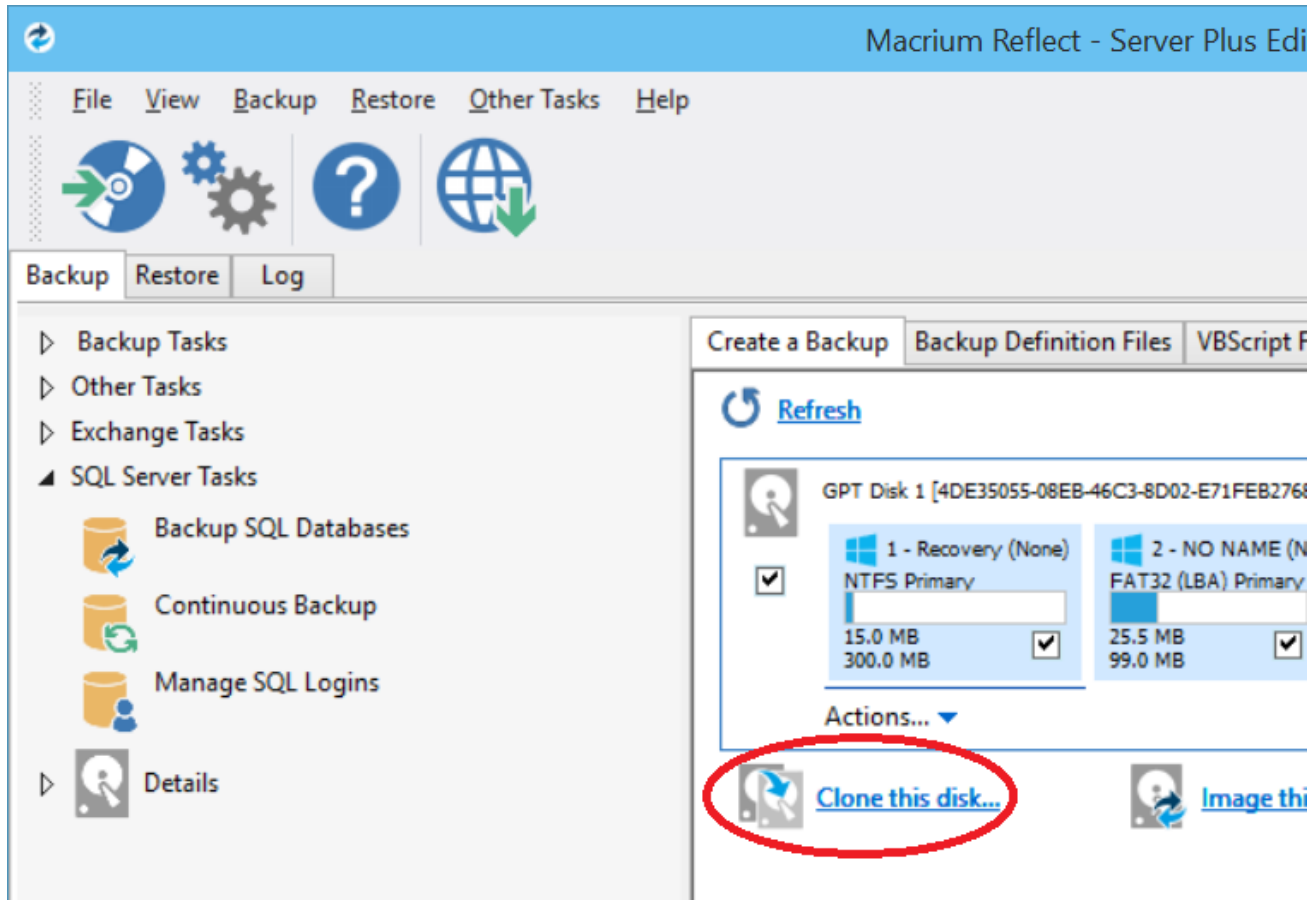 Macrium Reflect - Server Plus Edi
File View Backup Restore Other Tasks Help
Backup Restore Log
Backup Tasks
Other Tasks
Exchange Tasks
SQL Server Tasks
Backup SQL Databases
Continuous Backup
Manage SQL Logins
Details
Create a Backup Backup Definition Files VBScript F
Refresh
GPT Disk 1 [4DE35055-08EB-46C3-8D02-E71FEB2768
1 - Recovery (None)
NTFS Primary
15.0 MB
300.0 MB
2 - NO NAME (N
FAT32 (LBA) Primary
25.5 MB
99.0 MB
Actions...
Clone this disk...
Image thi